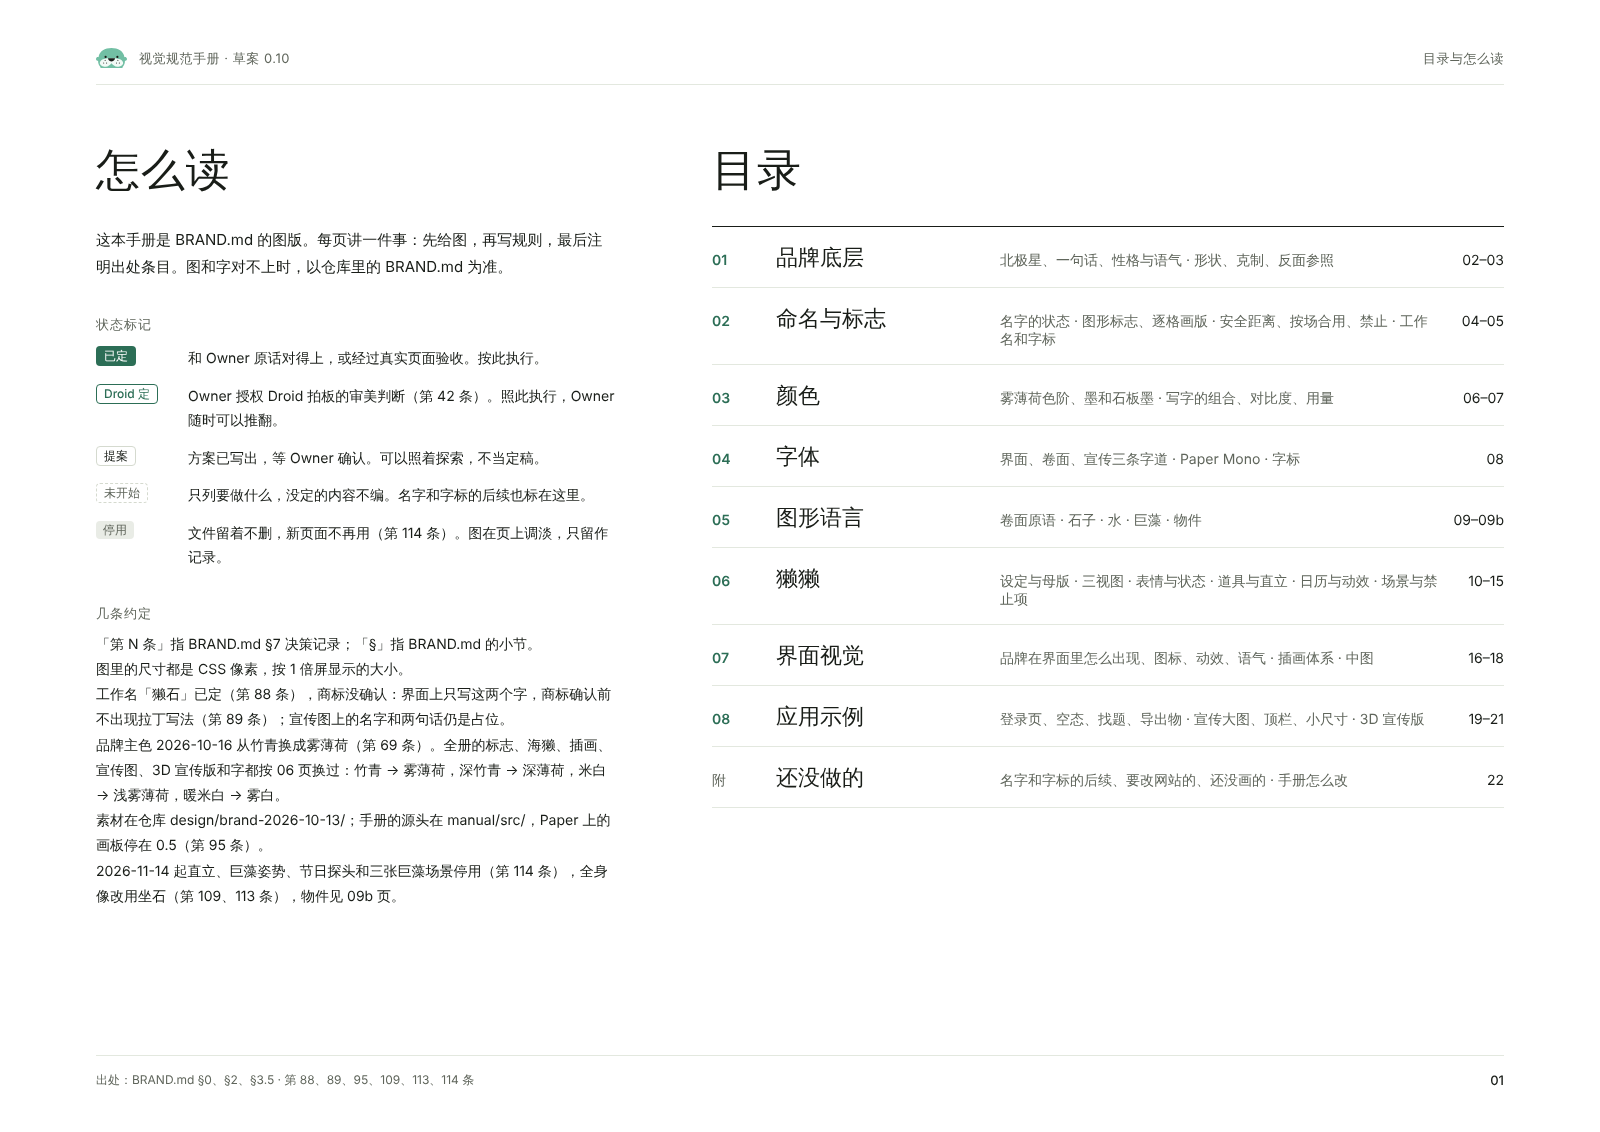 视觉规范手册 · 草案 0.10
目录与怎么读
怎么读
这本手册是 BRAND.md 的图版。每页讲一件事：先给图，再写规则，最后注
明出处条目。图和字对不上时，以仓库里的 BRAND.md 为准。
状态标记
已定
和 Owner 原话对得上，或经过真实页面验收。按此执行。
Droid 定
Owner 授权 Droid 拍板的审美判断（第 42 条）。照此执行，Owner
随时可以推翻。
提案
方案已写出，等 Owner 确认。可以照着探索，不当定稿。
未开始
只列要做什么，没定的内容不编。名字和字标的后续也标在这里。
停用
文件留着不删，新页面不再用（第 114 条）。图在页上调淡，只留作
记录。
几条约定
「第 N 条」指 BRAND.md §7 决策记录；「§」指 BRAND.md 的小节。
图里的尺寸都是 CSS 像素，按 1 倍屏显示的大小。
工作名「獭石」已定（第 88 条），商标没确认：界面上只写这两个字，商标确认前
不出现拉丁写法（第 89 条）；宣传图上的名字和两句话仍是占位。
品牌主色 2026-10-16 从竹青换成雾薄荷（第 69 条）。全册的标志、海獭、插画、
宣传图、3D 宣传版和字都按 06 页换过：竹青 → 雾薄荷，深竹青 → 深薄荷，米白
→ 浅雾薄荷，暖米白 → 雾白。
素材在仓库 design/brand-2026-10-13/；手册的源头在 manual/src/，Paper 上的
画板停在 0.5（第 95 条）。
2026-11-14 起直立、巨藻姿势、节日探头和三张巨藻场景停用（第 114 条），全身
像改用坐石（第 109、113 条），物件见 09b 页。
目录
01 品牌底层 北极星、一句话、性格与语气 · 形状、克制、反面参照 02–03
02 命名与标志 名字的状态 · 图形标志、逐格画版 · 安全距离、按场合用、禁止 · 工作 04–05
名和字标
03 颜色 雾薄荷色阶、墨和石板墨 · 写字的组合、对比度、用量 06–07
04 字体 界面、卷面、宣传三条字道 · Paper Mono · 字标 08
05 图形语言 卷面原语 · 石子 · 水 · 巨藻 · 物件 09–09b
06 獭獭 设定与母版 · 三视图 · 表情与状态 · 道具与直立 · 日历与动效 · 场景与禁 10–15
止项
07 界面视觉 品牌在界面里怎么出现、图标、动效、语气 · 插画体系 · 中图 16–18
08 应用示例 登录页、空态、找题、导出物 · 宣传大图、顶栏、小尺寸 · 3D 宣传版 19–21
附 还没做的 名字和字标的后续、要改网站的、还没画的 · 手册怎么改 22
出处：BRAND.md §0、§2、§3.5 · 第 88、89、95、109、113、114 条
01